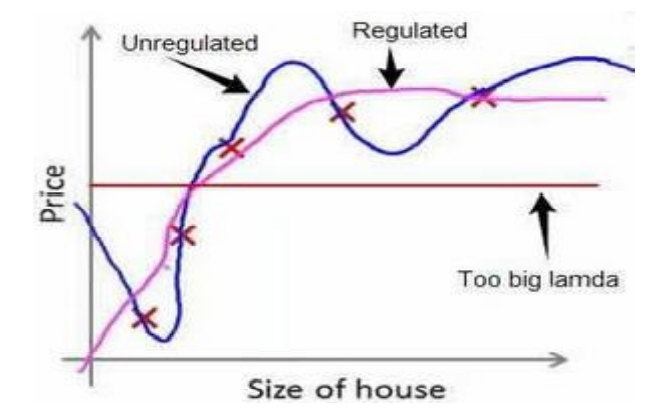 Regulated
Unregulated
Price
Too big lamda
Size of house